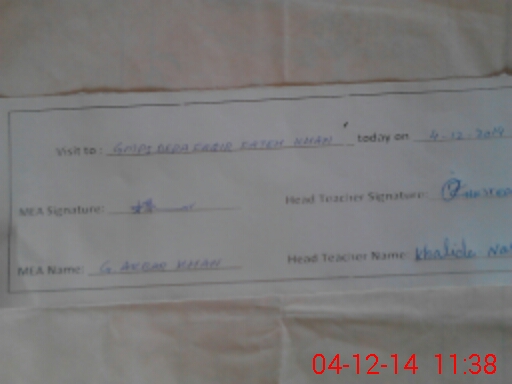 Visit to: GMPS DERA FAKIR FATEH KHAN today on 4-12-2014
MEA Signature: Head Teacher Signature:
MEA Name: G. AKBAR KHAN Head Teacher Name: Khalida
04-12-14 11:38